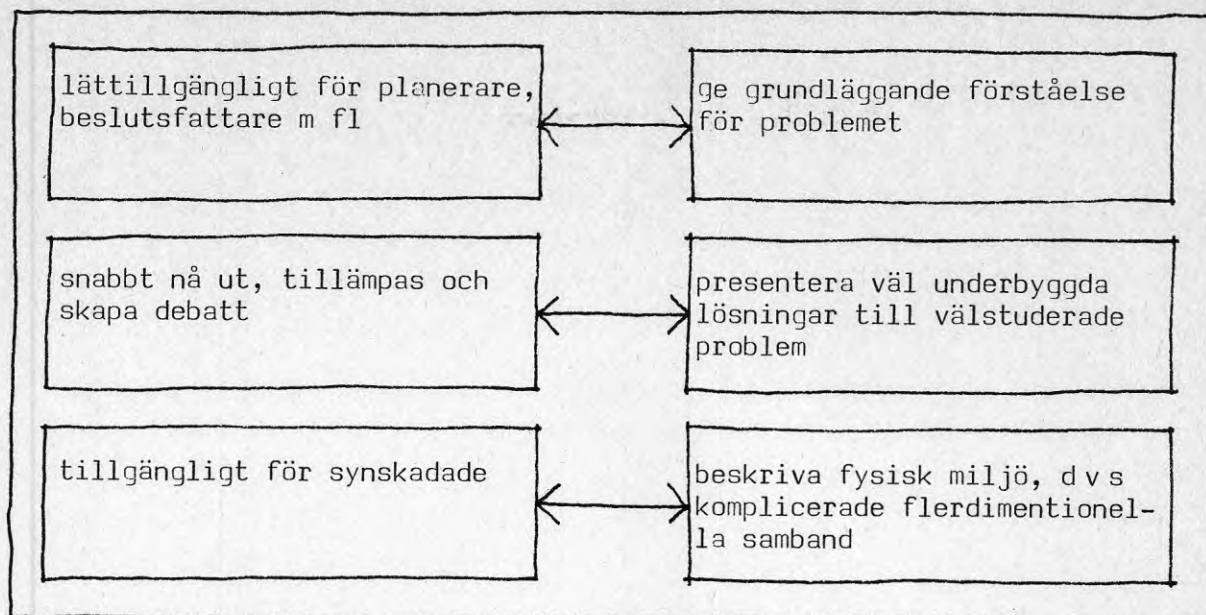 lättillgängligt för planerare,
beslutsfattare m fl
ge grundläggande förståelse
för problemet
snabbt nå ut, tillämpas och
skapa debatt
presentera väl underbyggda
lösningar till välstuderade
problem
tillgängligt för synskadade
beskriva fysisk miljö, d v s
komplicerade flerdimentionel-
la samband